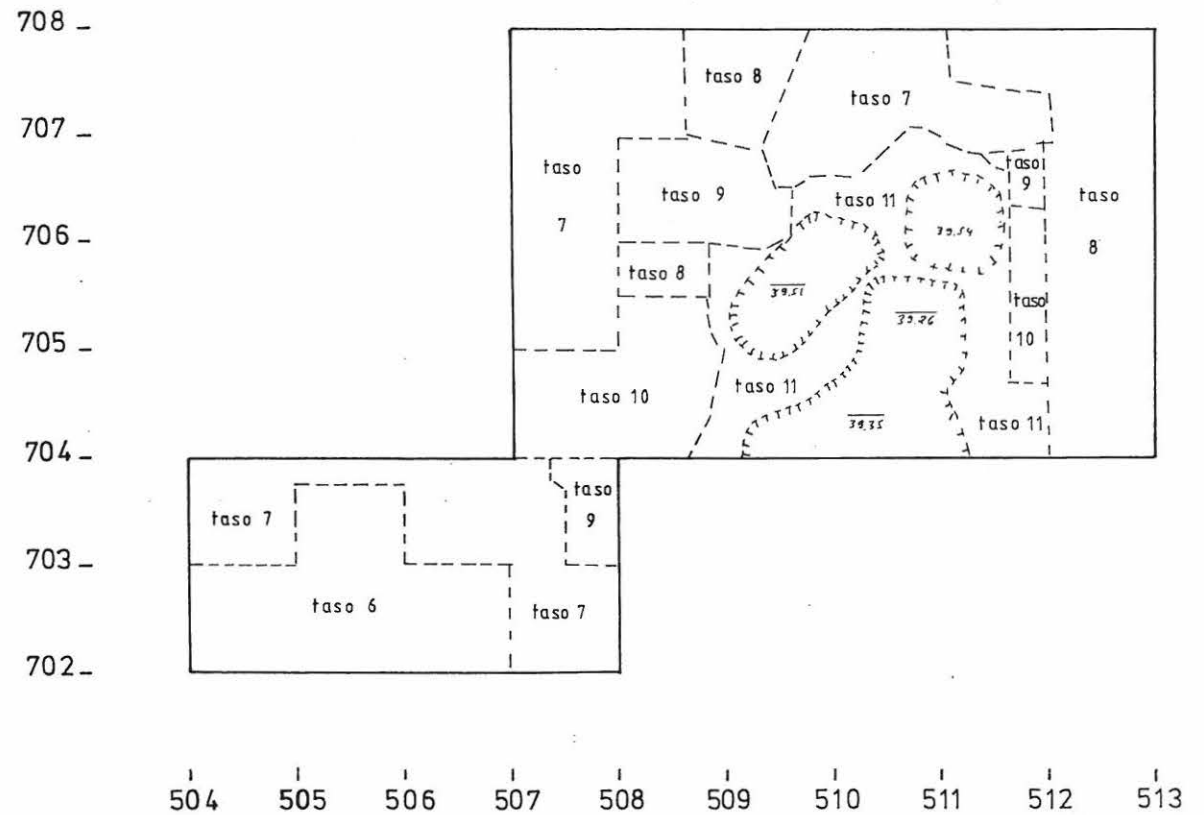 708
taso 8
taso 7
707
taso
7
taso 9
taso
9
taso 11
taso
8
39.54
706
taso 8
39.51
39.26
taso
10
705
taso 11
taso 10
39.35
taso 11
704
taso
9
taso 7
703
taso 6
taso 7
702
504 505 506 507 508 509 510 511 512 513